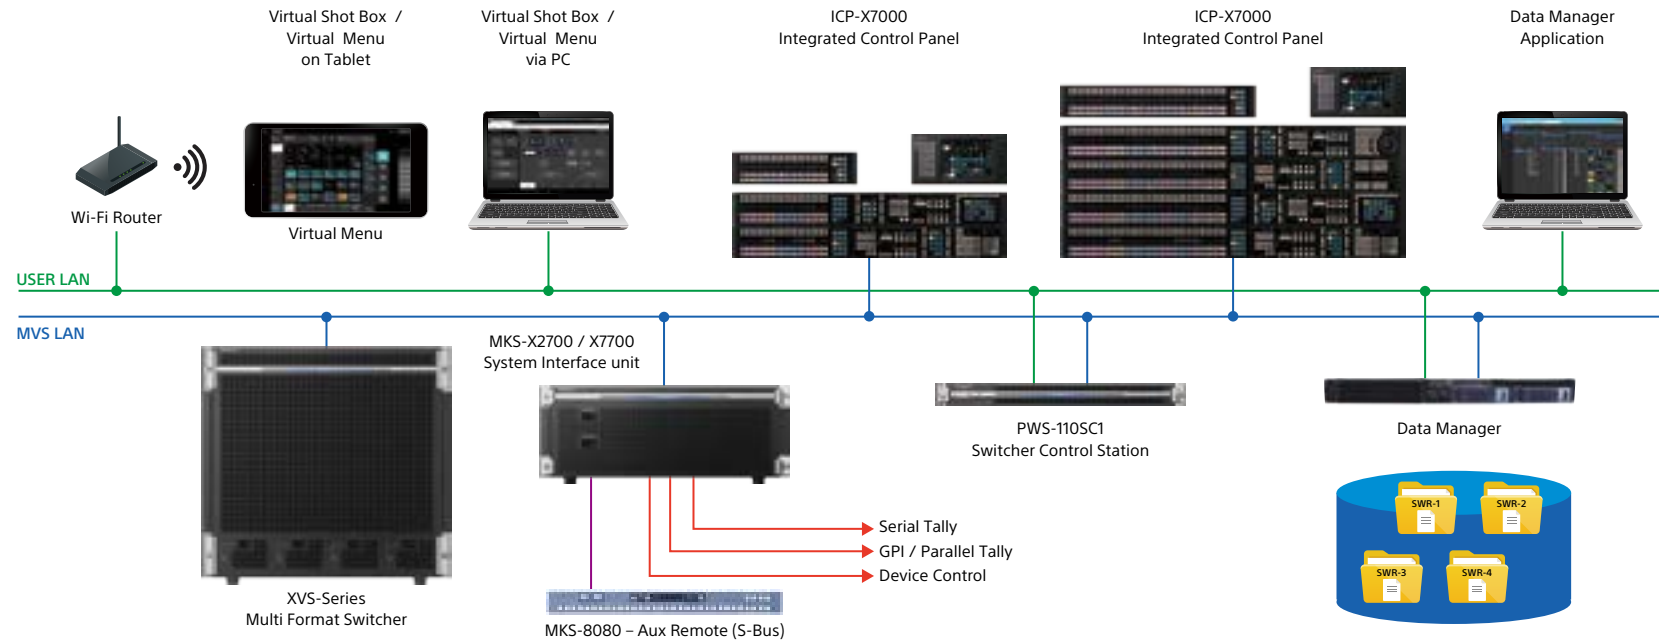 Virtual Shot Box /
Virtual Menu
on Tablet
Virtual Shot Box /
Virtual Menu
via PC
ICP-X7000
Integrated Control Panel
ICP-X7000
Integrated Control Panel
Data Manager
Application
Wi-Fi Router
Virtual Menu
USER LAN
MVS LAN
MKS-X2700 / X7700
System Interface unit
PWS-110SC1
Switcher Control Station
Data Manager
Serial Tally
GPI / Parallel Tally
Device Control
XVS-Series
Multi Format Switcher
MKS-8080 – Aux Remote (S-Bus)
SWR-1
SWR-2
SWR-3
SWR-4